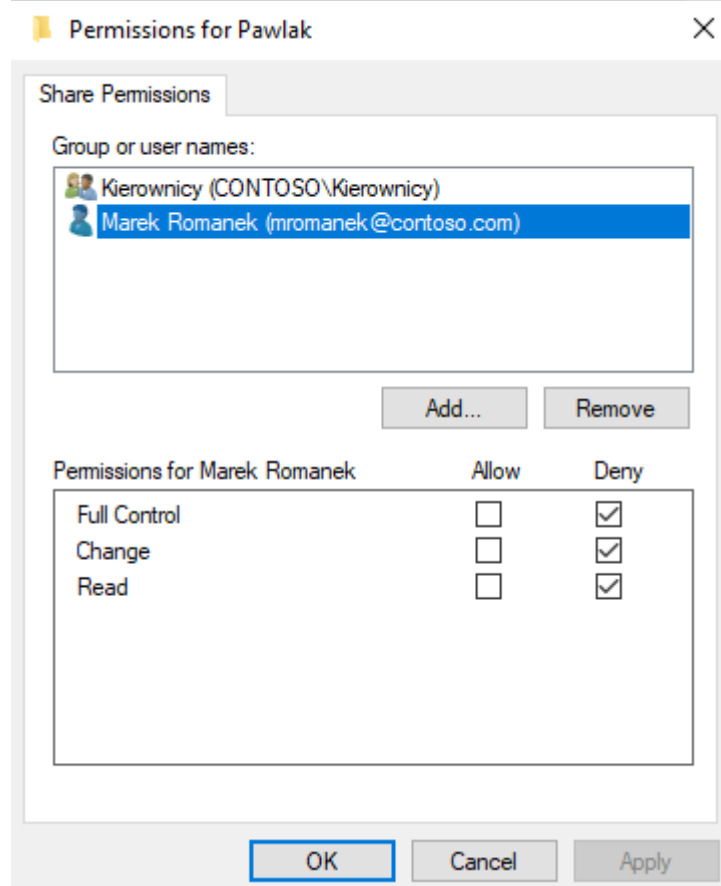 Permissions for Pawlak
Share Permissions
Group or user names:
Kierownicy (CONTOSO\Kierownicy)
Marek Romanek (mromanek@contoso.com)
Add... Remove
Permissions for Marek Romanek Allow Deny
Full Control
Change
Read
OK Cancel Apply